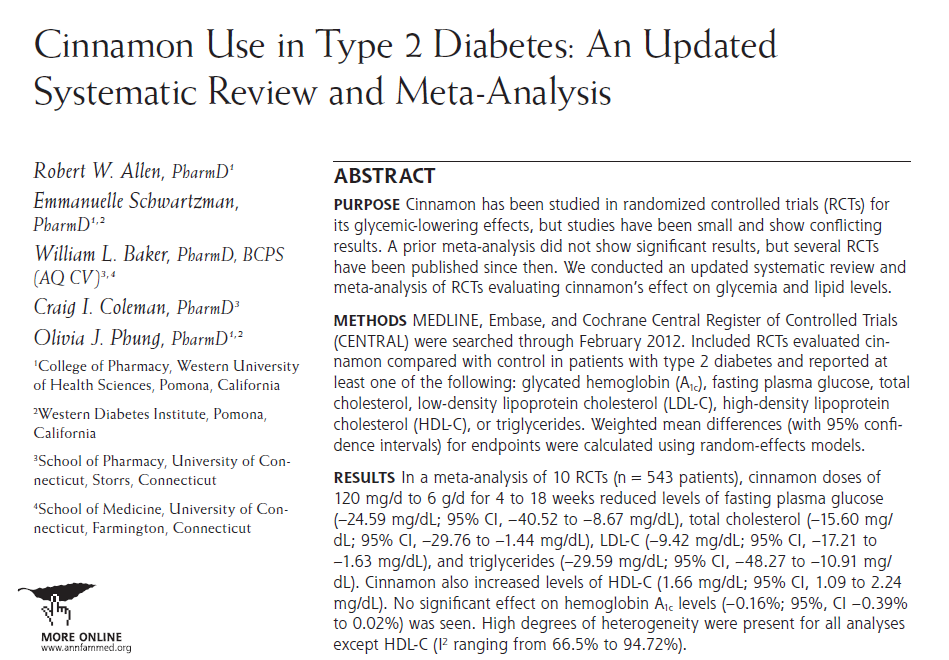 Cinnamon Use in Type 2 Diabetes: An Updated
Systematic Review and Meta-Analysis
Robert W. Allen, PharmD¹
Emmanuelle Schwartzman,
PharmD¹,²
William L. Baker, PharmD, BCPS
(AQ CV)³,⁴
Craig I. Coleman, PharmD³
Olivia J. Phung, PharmD¹,²
¹College of Pharmacy, Western University
of Health Sciences, Pomona, California
²Western Diabetes Institute, Pomona,
California
³School of Pharmacy, University of Con-
necticut, Storrs, Connecticut
⁴School of Medicine, University of Con-
necticut, Farmington, Connecticut
MORE ONLINE
www.annfammed.org
ABSTRACT
PURPOSE Cinnamon has been studied in randomized controlled trials (RCTs) for
its glycemic-lowering effects, but studies have been small and show conflicting
results. A prior meta-analysis did not show significant results, but several RCTs
have been published since then. We conducted an updated systematic review and
meta-analysis of RCTs evaluating cinnamon's effect on glycemia and lipid levels.
METHODS MEDLINE, Embase, and Cochrane Central Register of Controlled Trials
(CENTRAL) were searched through February 2012. Included RCTs evaluated cin-
namon compared with control in patients with type 2 diabetes and reported at
least one of the following: glycated hemoglobin (A1c), fasting plasma glucose, total
cholesterol, low-density lipoprotein cholesterol (LDL-C), high-density lipoprotein
cholesterol (HDL-C), or triglycerides. Weighted mean differences (with 95% confi-
dence intervals) for endpoints were calculated using random-effects models.
RESULTS In a meta-analysis of 10 RCTs (n = 543 patients), cinnamon doses of
120 mg/d to 6 g/d for 4 to 18 weeks reduced levels of fasting plasma glucose
(–24.59 mg/dL; 95% CI, –40.52 to –8.67 mg/dL), total cholesterol (–15.60 mg/
dL; 95% CI, –29.76 to –1.44 mg/dL), LDL-C (–9.42 mg/dL; 95% CI, –17.21 to
–1.63 mg/dL), and triglycerides (–29.59 mg/dL; 95% CI, –48.27 to –10.91 mg/
dL). Cinnamon also increased levels of HDL-C (1.66 mg/dL; 95% CI, 1.09 to 2.24
mg/dL). No significant effect on hemoglobin A1c levels (–0.16%; 95%, CI –0.39%
to 0.02%) was seen. High degrees of heterogeneity were present for all analyses
except HDL-C (I² ranging from 66.5% to 94.72%).